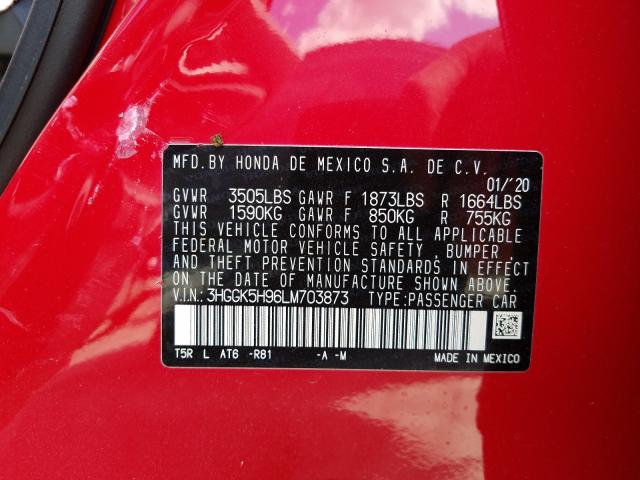 MFD.BY HONDA DE MEXICO S.A. DE C.V.
01/'20
GVWR 3505LBS GAWR F 1873LBS R 1664LBS
GVWR 1590KG GAWR F 850KG R 755KG
THIS VEHICLE CONFORMS TO ALL APPLICABLE
FEDERAL MOTOR VEHICLE SAFETY , BUMPER
AND THEFT PREVENTION STANDARDS IN EFFECT
ON THE DATE OF MANUFACTURE SHOWN ABOVE.
V.I.N.: 3HGGK5H96LM703873 TYPE:PASSENGER CAR
T5R L AT6 -R81 -A -M MADE IN MEXICO